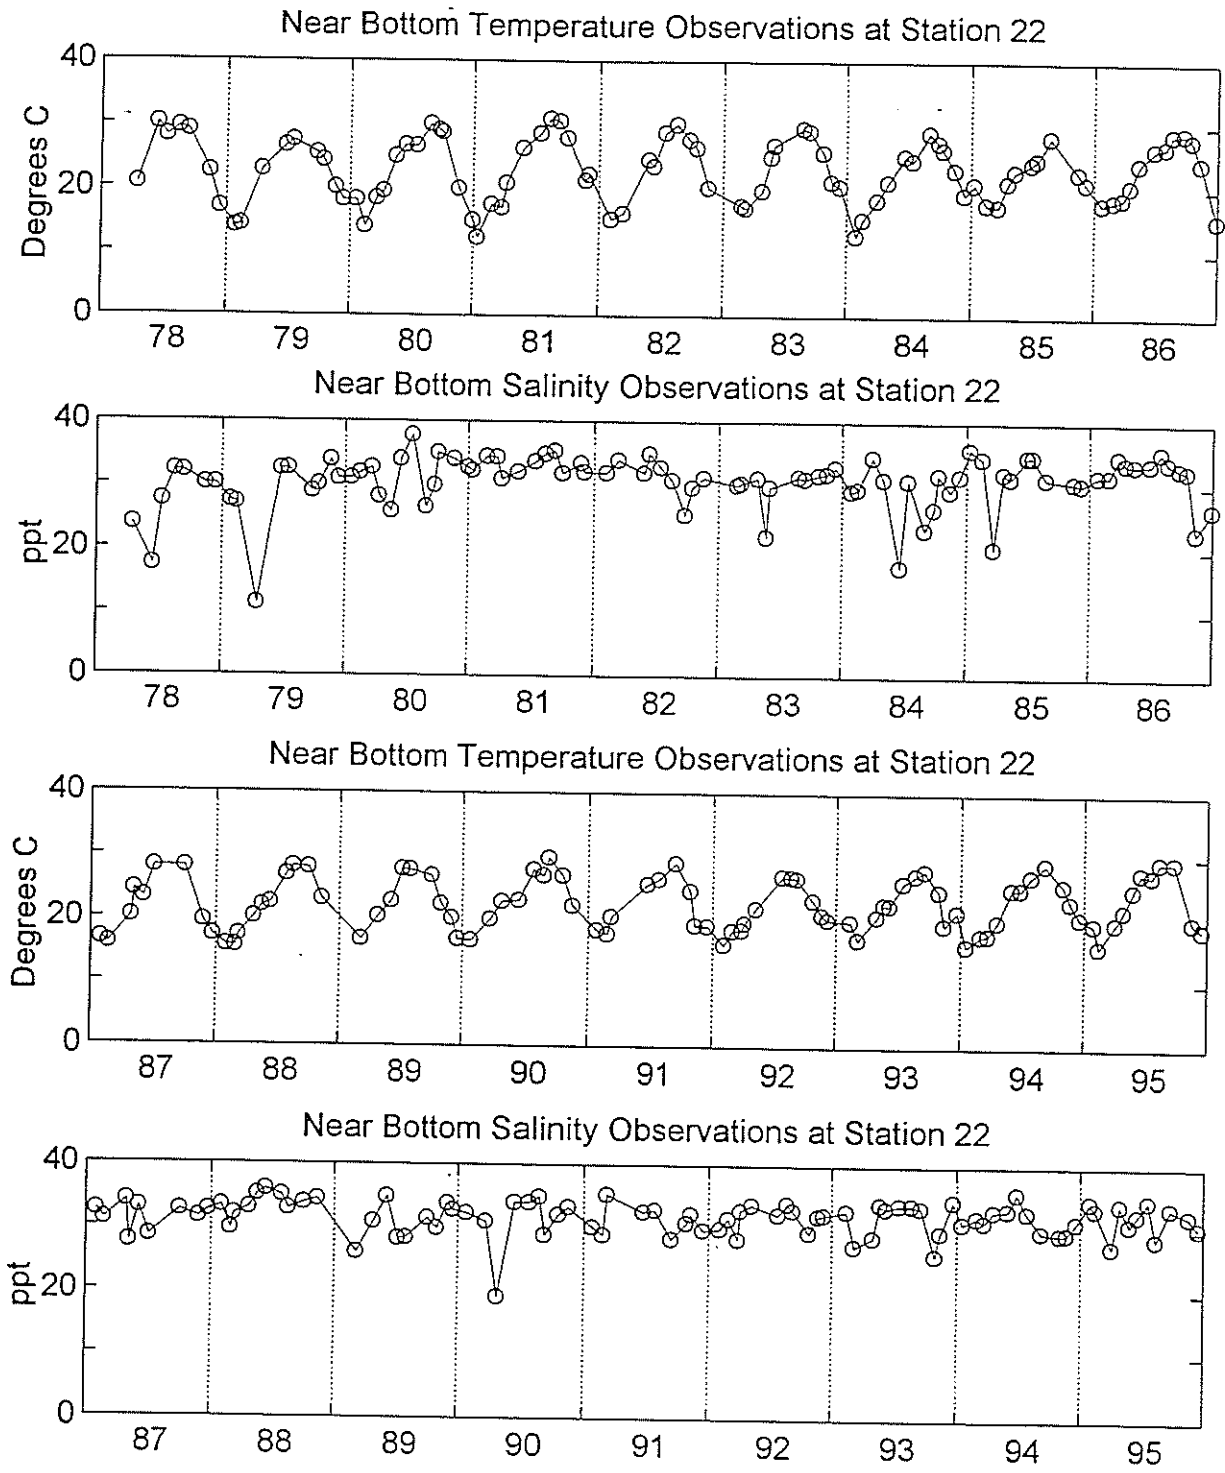 Near Bottom Temperature Observations at Station 22
40
20
0
Degrees C
78 79 80 81 82 83 84 85 86
Near Bottom Salinity Observations at Station 22
40
20
0
ppt
78 79 80 81 82 83 84 85 86
Near Bottom Temperature Observations at Station 22
40
20
0
Degrees C
87 88 89 90 91 92 93 94 95
Near Bottom Salinity Observations at Station 22
40
20
0
ppt
87 88 89 90 91 92 93 94 95